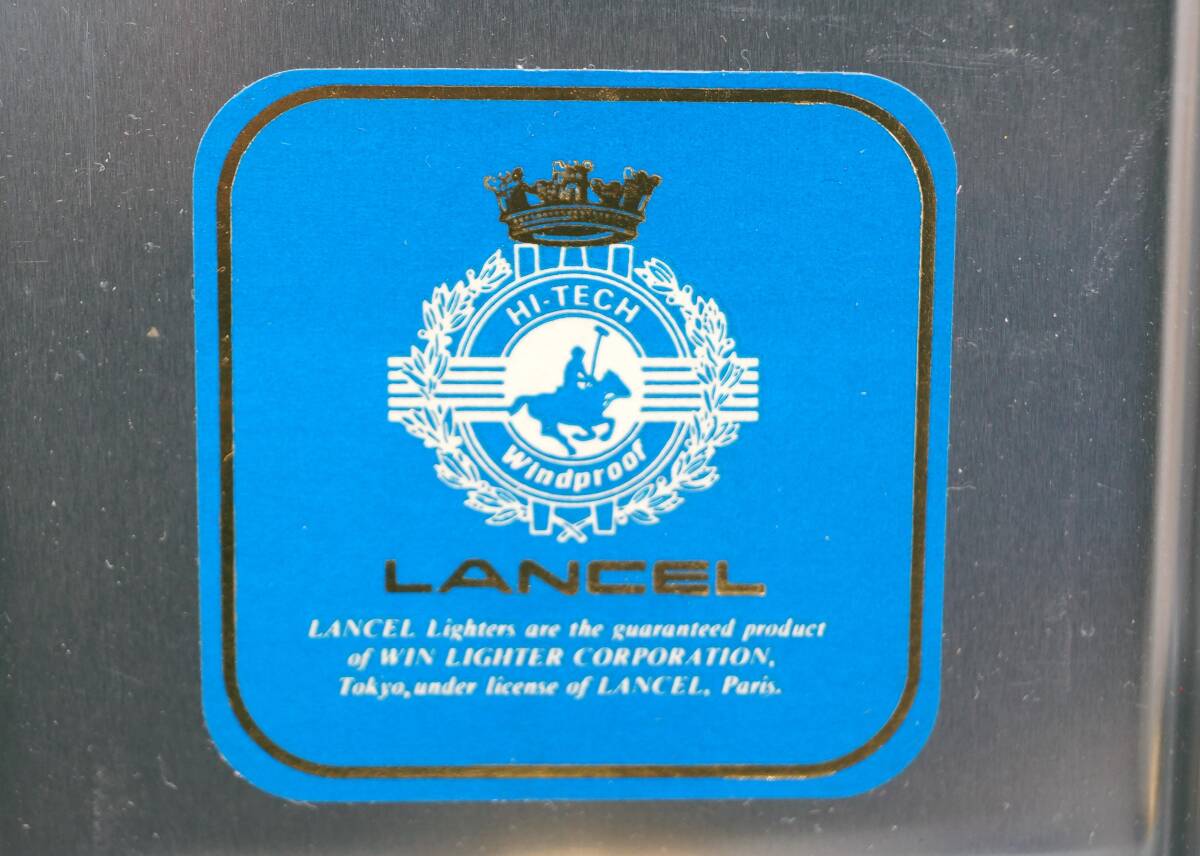 HI-TECH
Windproof
LANCEL
LANCEL Lighters are the guaranteed product
of WIN LIGHTER CORPORATION,
Tokyo, under license of LANCEL, Paris.